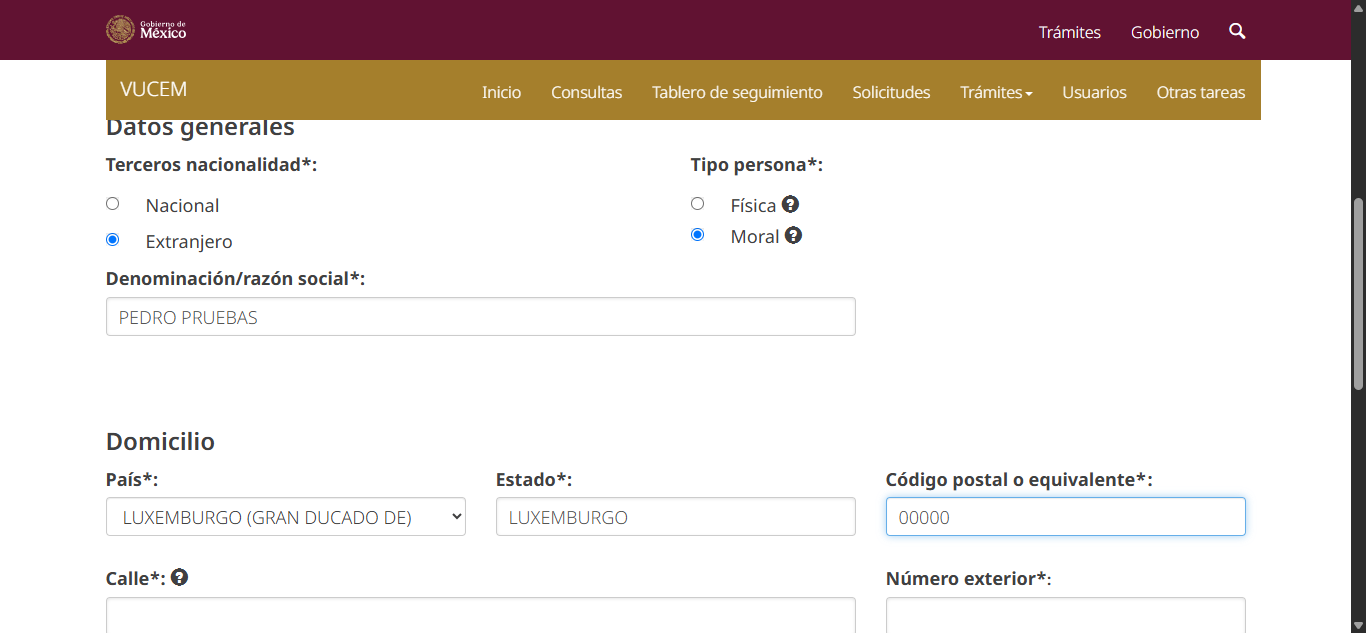 Gobierno de
México
Trámites
Gobierno
VUCEM
Inicio
Consultas
Tablero de seguimiento
Solicitudes
Trámites
Usuarios
Otras tareas
Datos generales
Terceros nacionalidad*:
Tipo persona*:
Nacional
Física ?
Extranjero
Moral ?
Denominación/razón social*:
PEDRO PRUEBAS
Domicilio
País*:
Estado*:
Código postal o equivalente*:
LUXEMBURGO (GRAN DUCADO DE)
LUXEMBURGO
00000
Calle*: ?
Número exterior*: